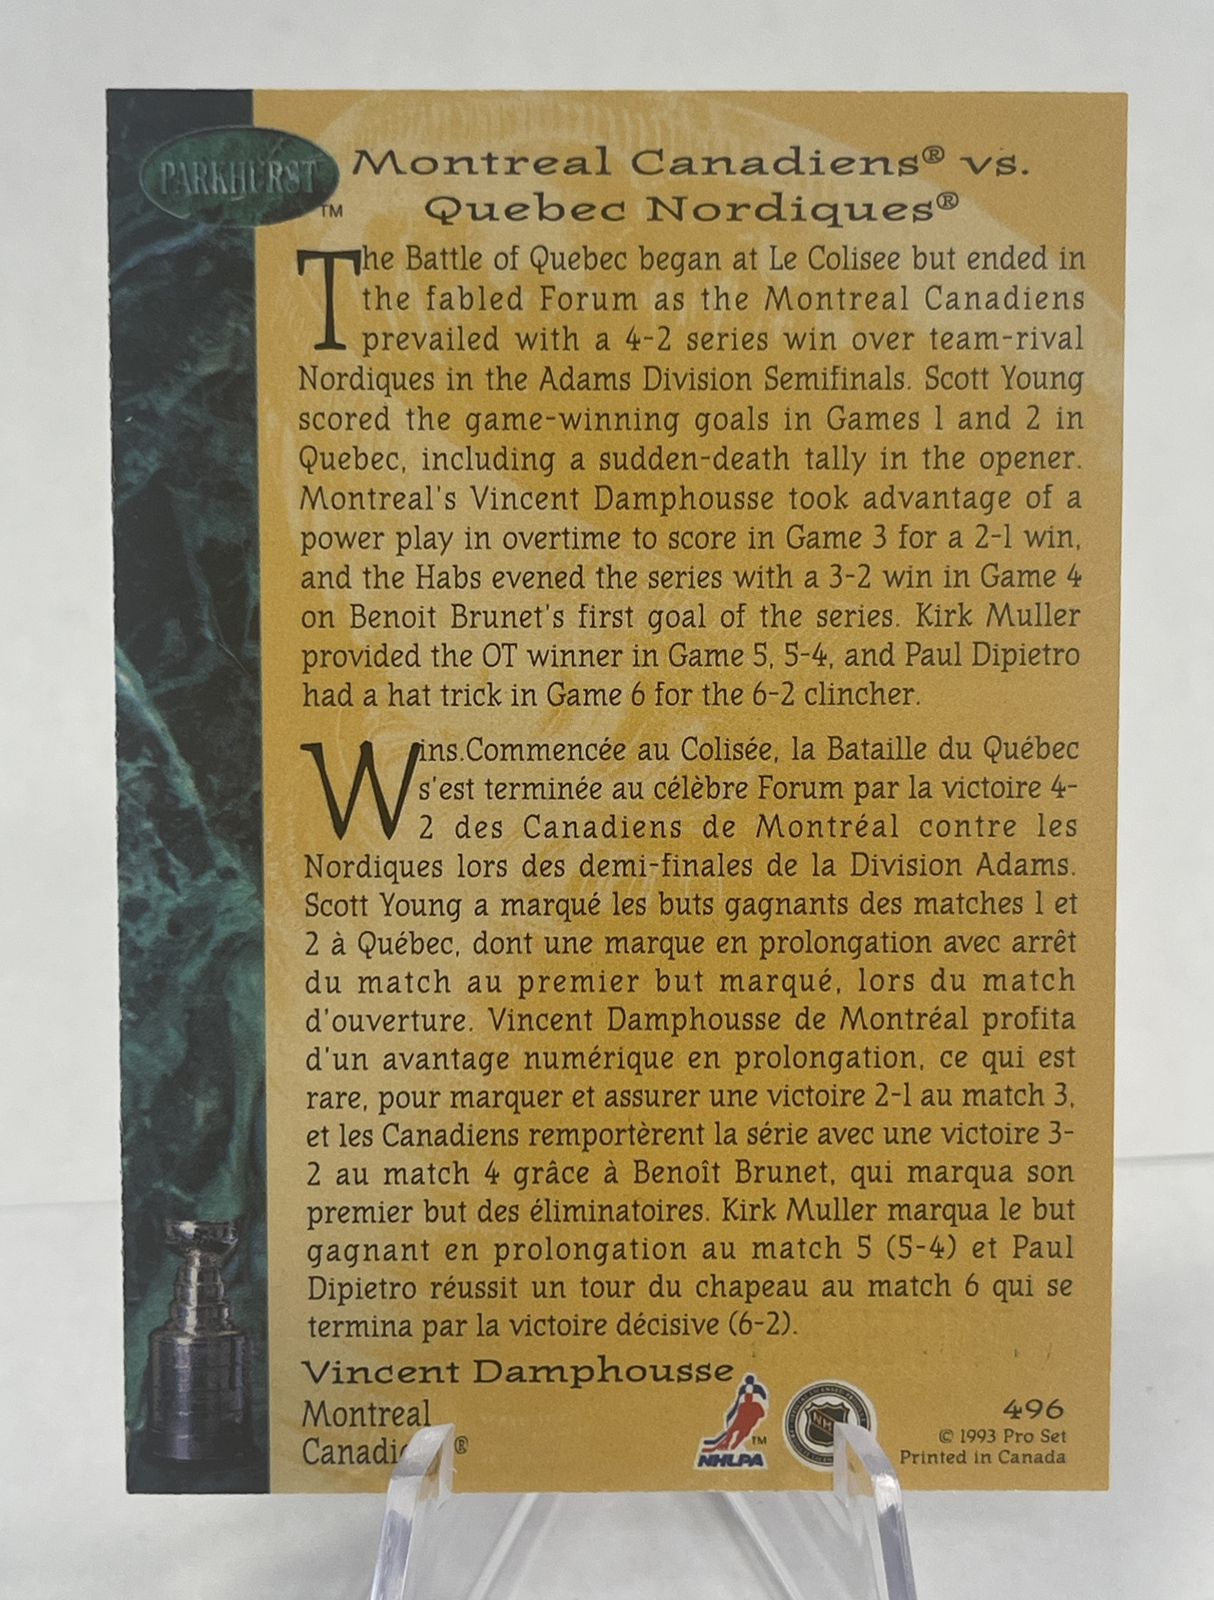 PARKHURST
TM
Montreal Canadiens® vs.
Quebec Nordiques®
The Battle of Quebec began at Le Colisee but ended in
the fabled Forum as the Montreal Canadiens
prevailed with a 4-2 series win over team-rival
Nordiques in the Adams Division Semifinals. Scott Young
scored the game-winning goals in Games 1 and 2 in
Quebec, including a sudden-death tally in the opener.
Montreal's Vincent Damphousse took advantage of a
power play in overtime to score in Game 3 for a 2-1 win,
and the Habs evened the series with a 3-2 win in Game 4
on Benoit Brunet's first goal of the series. Kirk Muller
provided the OT winner in Game 5, 5-4, and Paul Dipietro
had a hat trick in Game 6 for the 6-2 clincher.
Wins.Commencée au Colisée, la Bataille du Québec
s'est terminée au célèbre Forum par la victoire 4-
2 des Canadiens de Montréal contre les
Nordiques lors des demi-finales de la Division Adams.
Scott Young a marqué les buts gagnants des matches 1 et
2 à Québec, dont une marque en prolongation avec arrêt
du match au premier but marqué, lors du match
d'ouverture. Vincent Damphousse de Montréal profita
d'un avantage numérique en prolongation, ce qui est
rare, pour marquer et assurer une victoire 2-1 au match 3,
et les Canadiens remportèrent la série avec une victoire 3-
2 au match 4 grâce à Benoît Brunet, qui marqua son
premier but des éliminatoires. Kirk Muller marqua le but
gagnant en prolongation au match 5 (5-4) et Paul
Dipietro réussit un tour du chapeau au match 6 qui se
termina par la victoire décisive (6-2).
Vincent Damphousse
Montreal
®
TM
NHLPA
NHL
496
© 1993 Pro Set
Printed in Canada